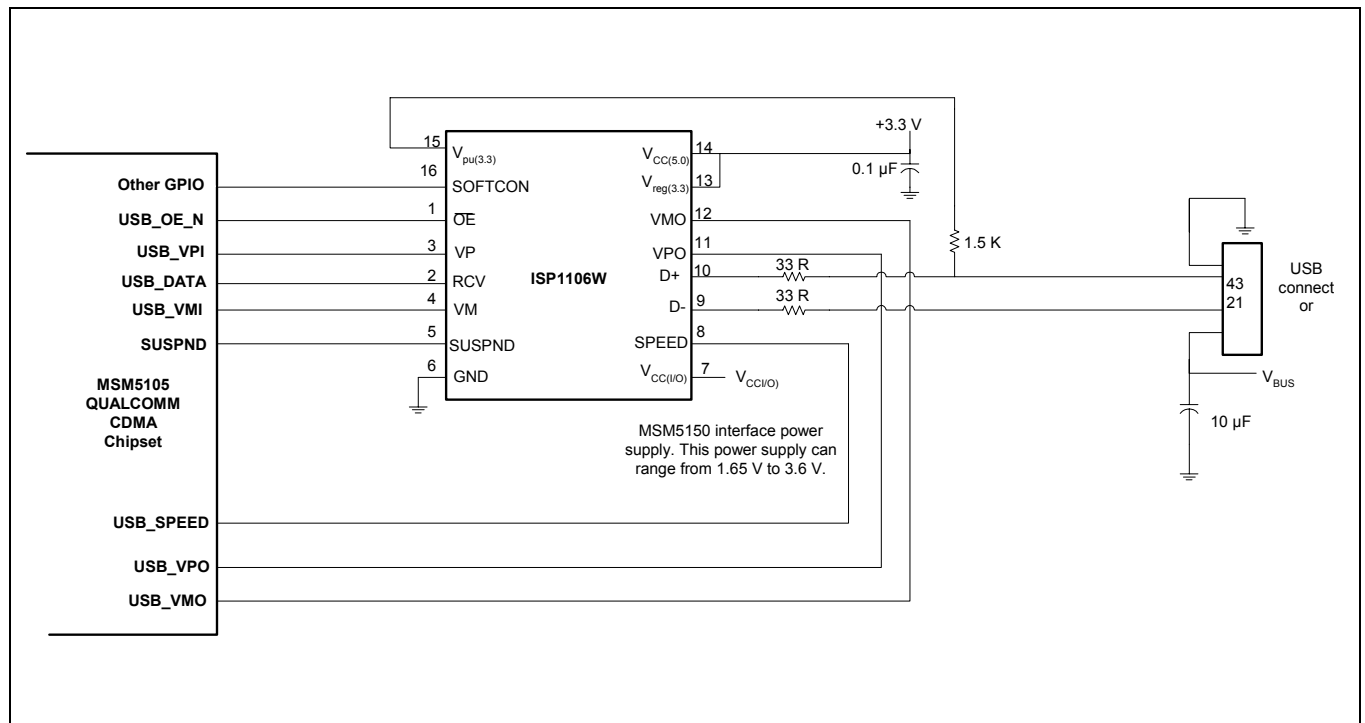 +3.3 V
0.1 µF
15
Vpu(3.3)
VCC(5.0)
14
Other GPIO
16
SOFTCON
Vreg(3.3)
13
USB_OE_N
1
OE
VMO
12
USB_VPI
3
VP
VPO
11
1.5 K
USB_DATA
2
RCV
ISP1106W
D+
10
33 R
USB_VMI
4
VM
D-
9
33 R
43
21
USB
connect
or
SUSPND
5
SUSPND
SPEED
8
6
GND
VCC(I/O)
7
VCCI/O)
VBUS
10 µF
MSM5105
QUALCOMM
CDMA
Chipset
MSM5150 interface power
supply. This power supply can
range from 1.65 V to 3.6 V.
USB_SPEED
USB_VPO
USB_VMO